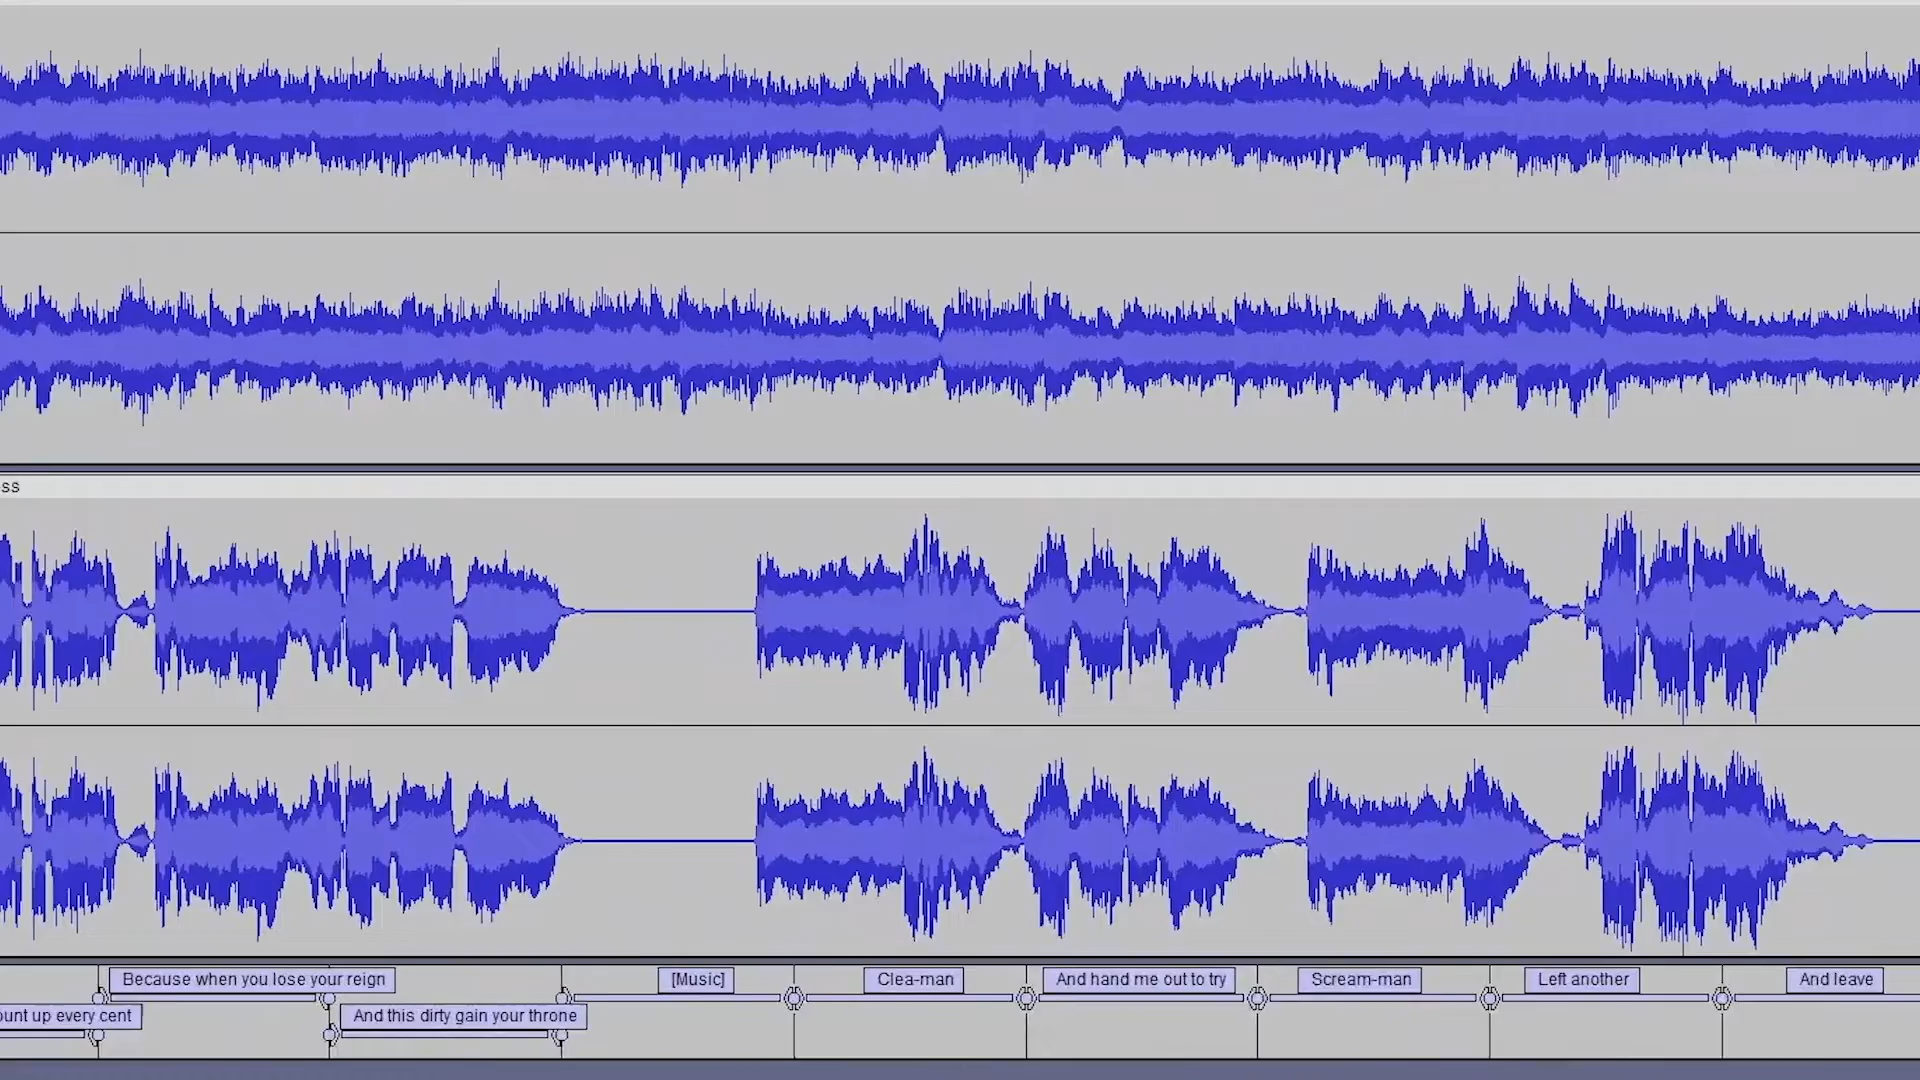 ss
Because when you lose your reign
[Music]
Clea-man
And hand me out to try
Scream-man
Left another
And leave
ount up every cent
And this dirty gain your throne